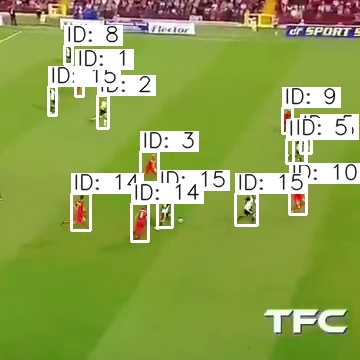 ID: 8
Flector
dr SPORT
ID: 1
ID: 15
ID: 2
ID: 9
ID: 5
ID: 3
ID: 10
ID: 14
ID: 15
ID: 14
ID: 15
TFC